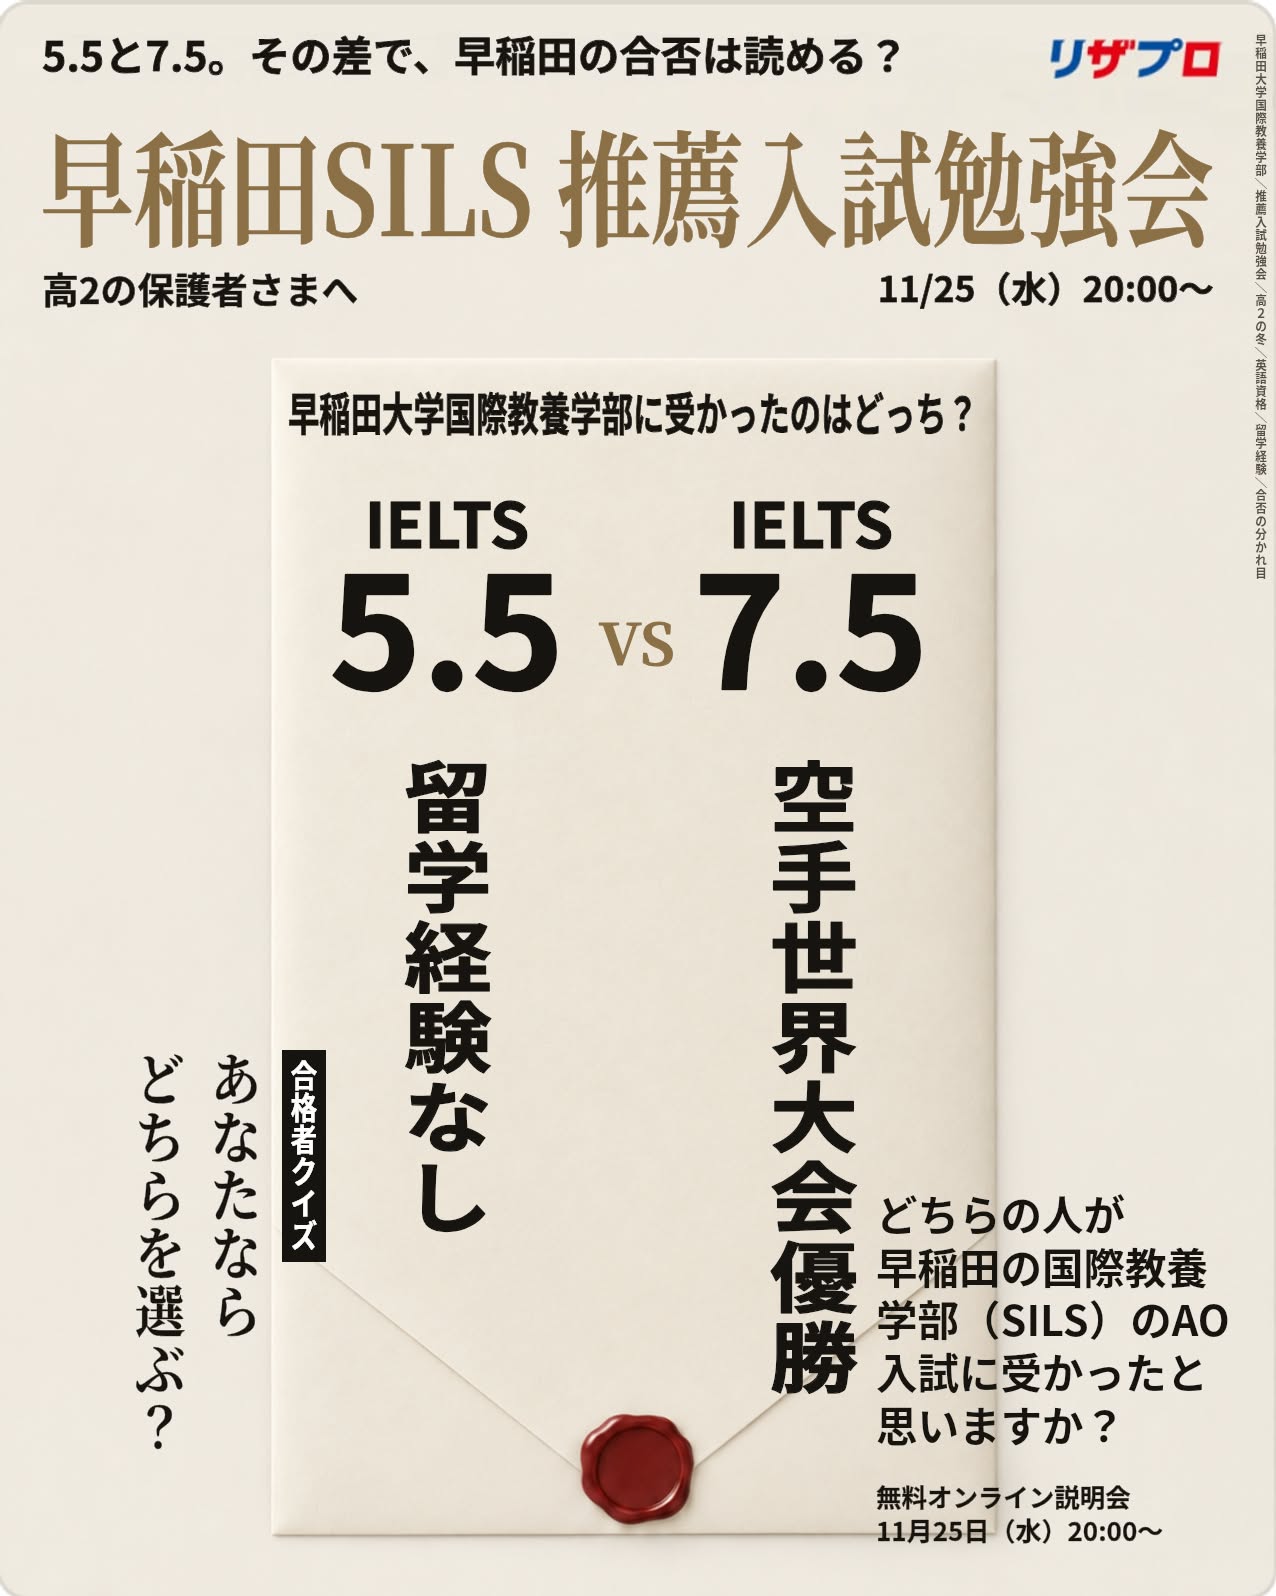 5.5と7.5。その差で、早稲田の合否は読める？
リザプロ
早稲田SILS 推薦入試勉強会
高2の保護者さまへ
11/25（水）20:00〜
早稲田大学国際教養学部／推薦入試勉強会／高2の冬／英語資格／留学経験／合否の分かれ目
早稲田大学国際教養学部に受かったのはどっち？
IELTS
5.5
vs
IELTS
7.5
留学経験なし
空手世界大会優勝
合格者クイズ
あなたなら
どちらを選ぶ？
どちらの人が
早稲田の国際教養
学部（SILS）のAO
入試に受かったと
思いますか？
無料オンライン説明会
11月25日（水）20:00〜